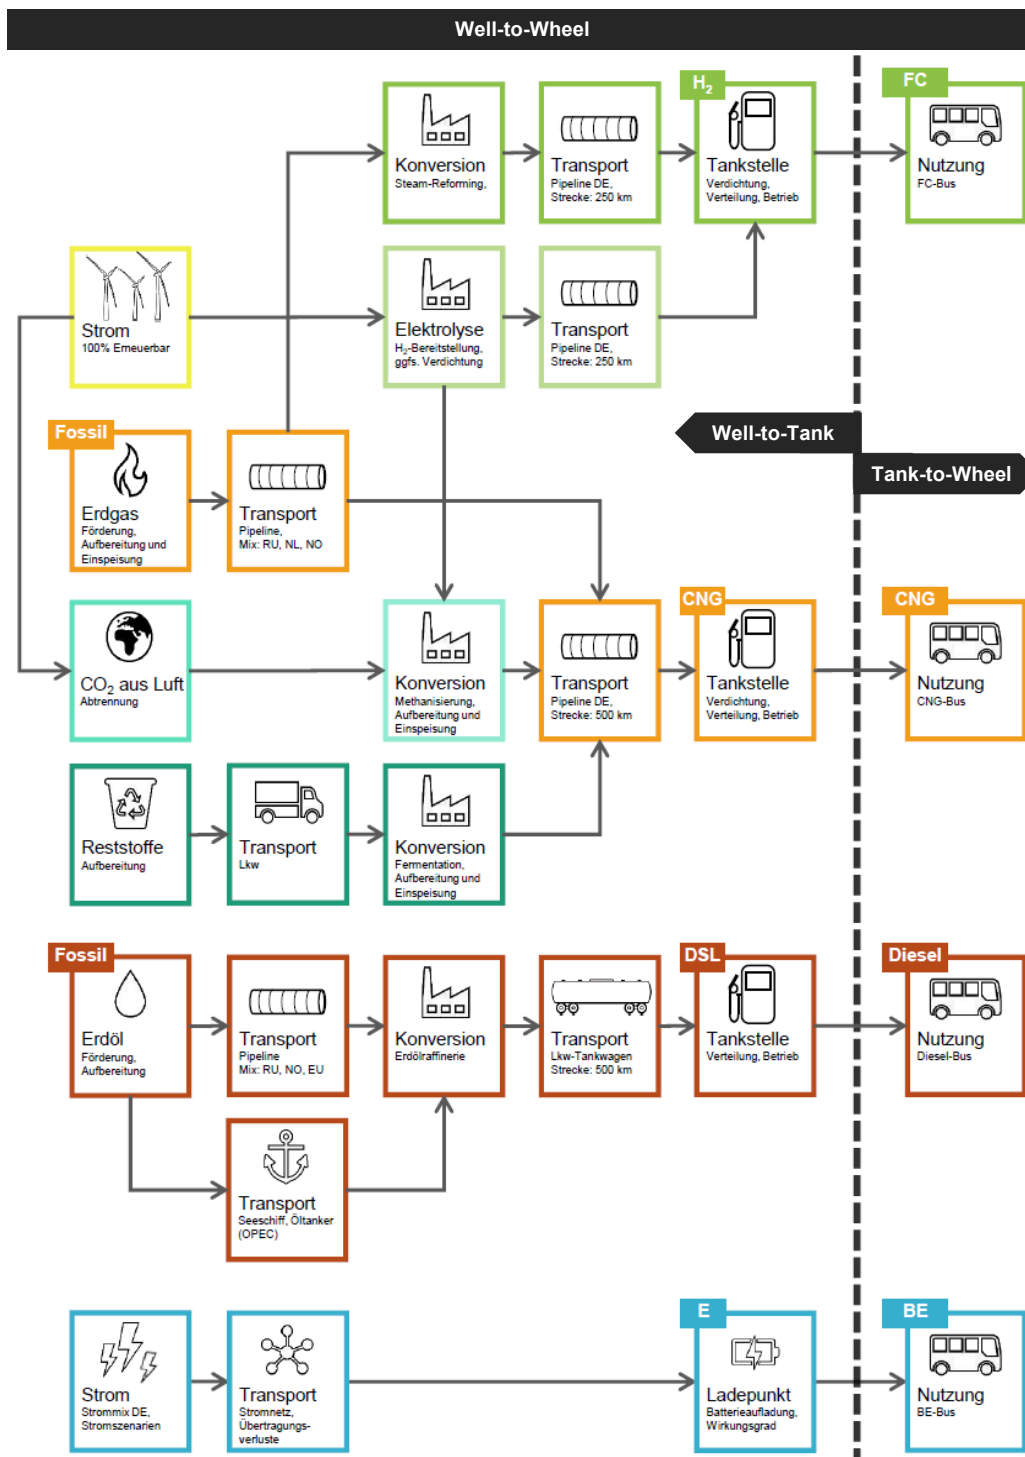 Well-to-Wheel
H₂
FC
Konversion
Steam-Reforming,
Transport
Pipeline DE,
Strecke: 250 km
Tankstelle
Verdichtung,
Verteilung, Betrieb
Nutzung
FC-Bus
Strom
100% Erneuerbar
Elektrolyse
H₂-Bereitstellung,
ggfs. Verdichtung
Transport
Pipeline DE,
Strecke: 250 km
Well-to-Tank
Tank-to-Wheel
Fossil
Erdgas
Förderung,
Aufbereitung und
Einspeisung
Transport
Pipeline,
Mix: RU, NL, NO
CNG
CNG
CO₂ aus Luft
Abtrennung
Konversion
Methanisierung,
Aufbereitung und
Einspeisung
Transport
Pipeline DE,
Strecke: 500 km
Tankstelle
Verdichtung,
Verteilung, Betrieb
Nutzung
CNG-Bus
Reststoffe
Aufbereitung
Transport
Lkw
Konversion
Fermentation,
Aufbereitung und
Einspeisung
Fossil
DSL
Diesel
Erdöl
Förderung,
Aufbereitung
Transport
Pipeline
Mix: RU, NO, EU
Konversion
Erdölraffinerie
Transport
Lkw-Tankwagen
Strecke: 500 km
Tankstelle
Verteilung, Betrieb
Nutzung
Diesel-Bus
Transport
Seeschiff, Öltanker
(OPEC)
E
BE
Strom
Strommix DE,
Stromszenarien
Transport
Stromnetz,
Übertragungs-
verluste
Ladepunkt
Batterieaufladung,
Wirkungsgrad
Nutzung
BE-Bus